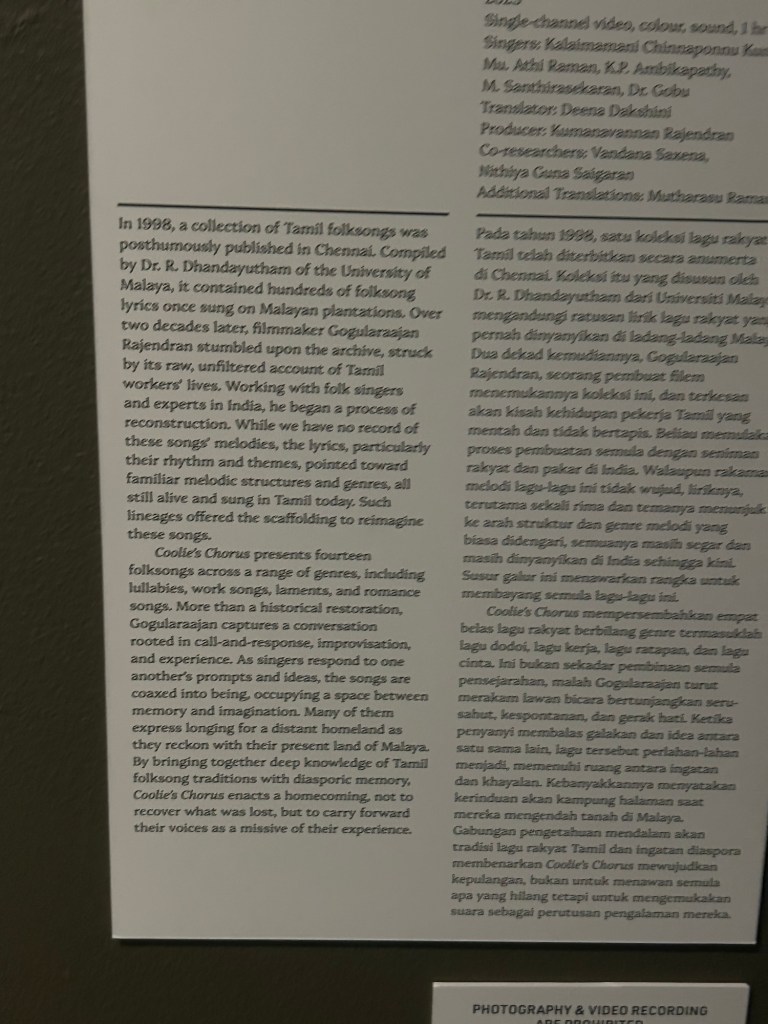 Single-channel video, colour, sound, 1 hr
Singers: Kalaimamani Chinnaponnu
Mu. Athi Raman, K.P. Ambikapathy,
M. Santhirasekaran, Dr. Gobu
Translator: Deena Dakshini
Producer: Kumanavannan Rajendran
Co-researchers: Vandana Saxena,
Nithiya Guna Saigaran
Additional Translations: Mutharasu
In 1998, a collection of Tamil folksongs was
posthumously published in Chennai. Compiled
by Dr. R. Dhandayutham of the University of
Malaya, it contained hundreds of folksong
lyrics once sung on Malayan plantations. Over
two decades later, filmmaker Gogularaajan
Rajendran stumbled upon the archive, struck
by its raw, unfiltered account of Tamil
workers' lives. Working with folk singers
and experts in India, he began a process of
reconstruction. While we have no record of
these songs' melodies, the lyrics, particularly
their rhythm and themes, pointed toward
familiar melodic structures and genres, all
still alive and sung in Tamil today. Such
lineages offered the scaffolding to reimagine
these songs.
Coolie's Chorus presents fourteen
folksongs across a range of genres, including
lullabies, work songs, laments, and romance
songs. More than a historical restoration,
Gogularaajan captures a conversation
rooted in call-and-response, improvisation,
and experience. As singers respond to one
another's prompts and ideas, the songs are
coaxed into being, occupying a space between
memory and imagination. Many of them
express longing for a distant homeland as
they reckon with their present land of Malaya.
By bringing together deep knowledge of Tamil
folksong traditions with diasporic memory,
Coolie's Chorus enacts a homecoming, not to
recover what was lost, but to carry forward
their voices as a missive of their experience.
Pada tahun 1998, satu koleksi lagu rakyat
Tamil telah diterbitkan secara anumerta
di Chennai. Koleksi itu yang disusun oleh
Dr. R. Dhandayutham dari Universiti
mengandungi ratusan lirik lagu rakyat
pernah dinyanyikan di ladang-ladang
Dua dekad kemudiannya, Gogularaajan
Rajendran, seorang pembuat filem
menemukannya koleksi ini, dan terkesan
akan kisah kehidupan pekerja Tamil yang
mentah dan tidak bertapis. Beliau
proses pembuatan semula dengan seniman
rakyat dan pakar di India. Walaupun
melodi lagu-lagu ini tidak wujud, liriknya,
terutama sekali rima dan temanya
ke arah struktur dan genre melodi yang
biasa didengari, semuanya masih segar dan
masih dinyanyikan di India sehingga kini.
Susur galur ini menawarkan rangka untuk
membayang semula lagu-lagu ini.
Coolie's Chorus mempersembahkan empat
belas lagu rakyat berbilang genre termasuklah
lagu dodoi, lagu kerja, lagu ratapan, dan lagu
cinta. Ini bukan sekadar pembinaan semula
pensejarahan, malah Gogularaajan turut
merakam lawan bicara bertunjangkan seru-
sahut, kespontanan, dan gerak hati. Ketika
penyanyi membalas galakan dan idea antara
satu sama lain, lagu tersebut perlahan-lahan
menjadi, memenuhi ruang antara ingatan
dan khayalan. Kebanyakkannya menyatakan
kerinduan akan kampung halaman saat
mereka mengendah tanah di Malaya.
Gabungan pengetahuan mendalam akan
tradisi lagu rakyat Tamil dan ingatan diaspora
membenarkan Coolie's Chorus mewujudkan
kepulangan, bukan untuk menawan semula
apa yang hilang tetapi untuk mengemukakan
suara sebagai perutusan pengalaman mereka.
PHOTOGRAPHY & VIDEO RECORDING
ARE PROHIBITED